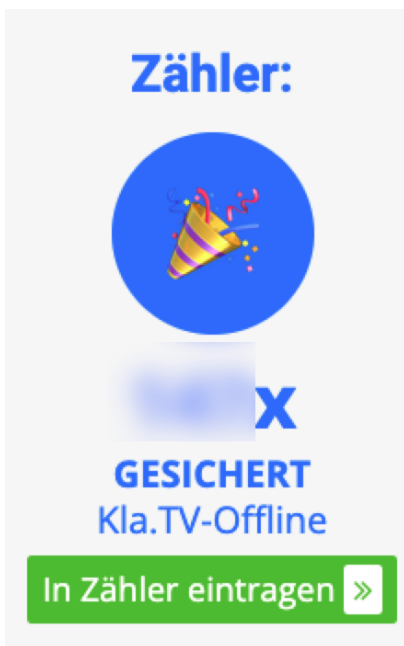 Zähler:
x
GESICHERT
Kla.TV-Offline
In Zähler eintragen »